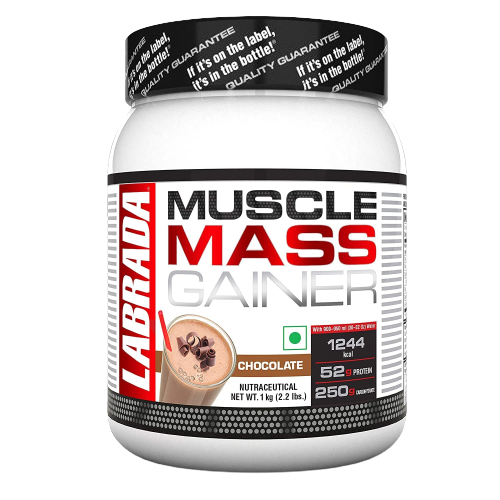 If it's on the label,
it's in the bottle!®
QUALITY GUARANTEE
If it's on the label,
it's in the bottle!®
QUALITY GUARANTEE
LABRADA
MUSCLE
MASS
GAINER
1244
kcal
52g PROTEIN
250g CARBOHYDRATE
CHOCOLATE
NUTRACEUTICAL
NET WT. 1 kg (2.2 lbs.)